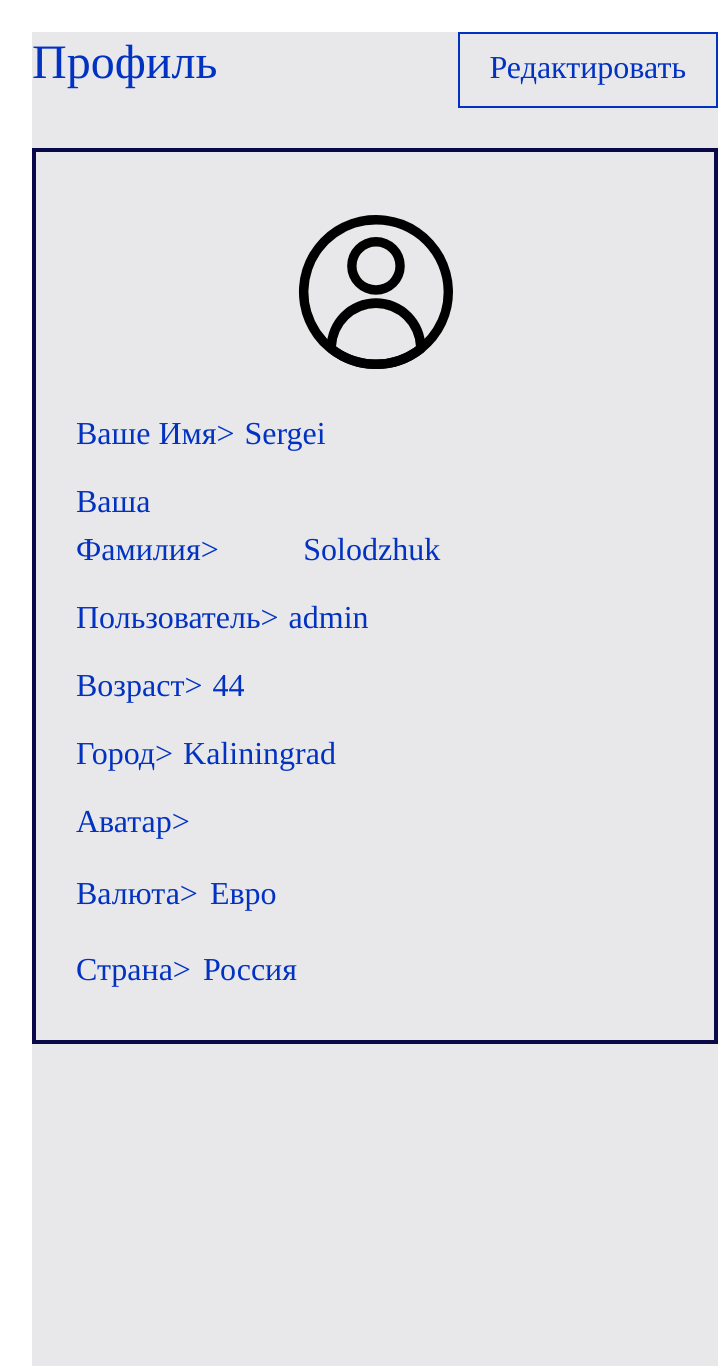 Профиль
Редактировать
Ваше Имя> Sergei
Ваша
Фамилия> Solodzhuk
Пользователь> admin
Возраст> 44
Город> Kaliningrad
Аватар>
Валюта> Евро
Страна> Россия